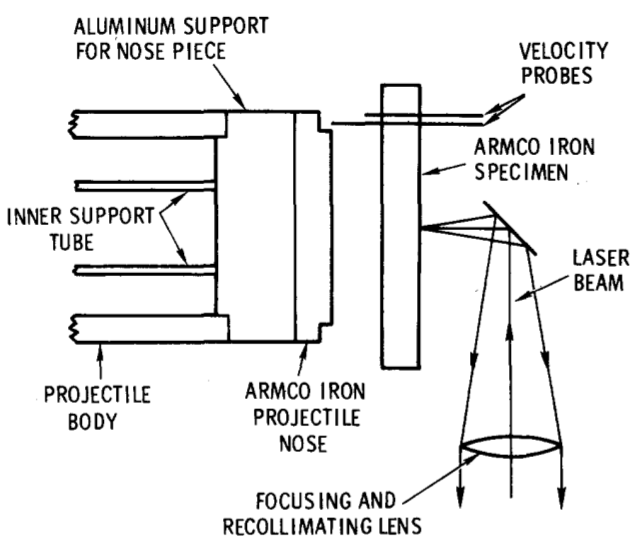 ALUMINUM SUPPORT
FOR NOSE PIECE
VELOCITY
PROBES
ARMCO IRON
SPECIMEN
INNER SUPPORT
TUBE
LASER
BEAM
PROJECTILE
BODY
ARMCO IRON
PROJECTILE
NOSE
FOCUSING AND
RECOLLIMATING LENS